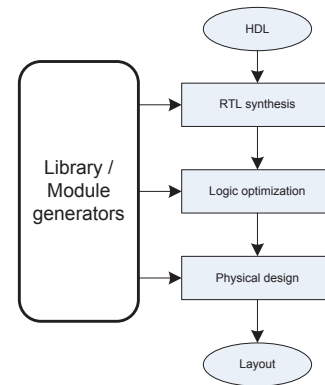 HDL
RTL synthesis
Library /
Module
generators
Logic optimization
Physical design
Layout